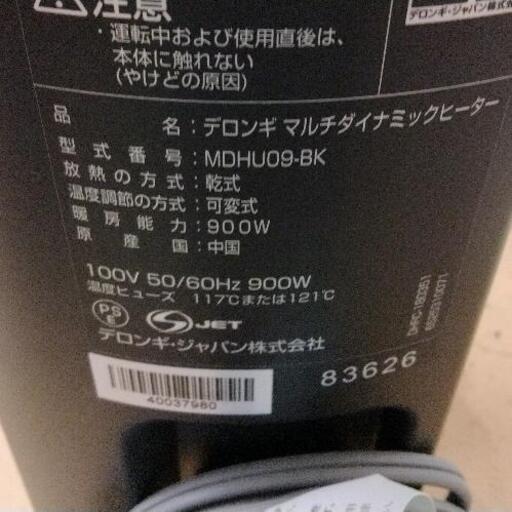 注意
・運転中および使用直後は、
本体に触れない
(やけどの原因)
デロンギ・ジャパン株式
品名：デロンギ マルチダイナミックヒーター
型式番号：MDHU09-BK
放熱の方式：乾式
温度調節の方式：可変式
暖房能力：900W
原産国：中国
100V 50/60Hz 900W
温度ヒューズ 117℃または121℃
PSE
JET
デロンギ・ジャパン株式会社
83626
40037980